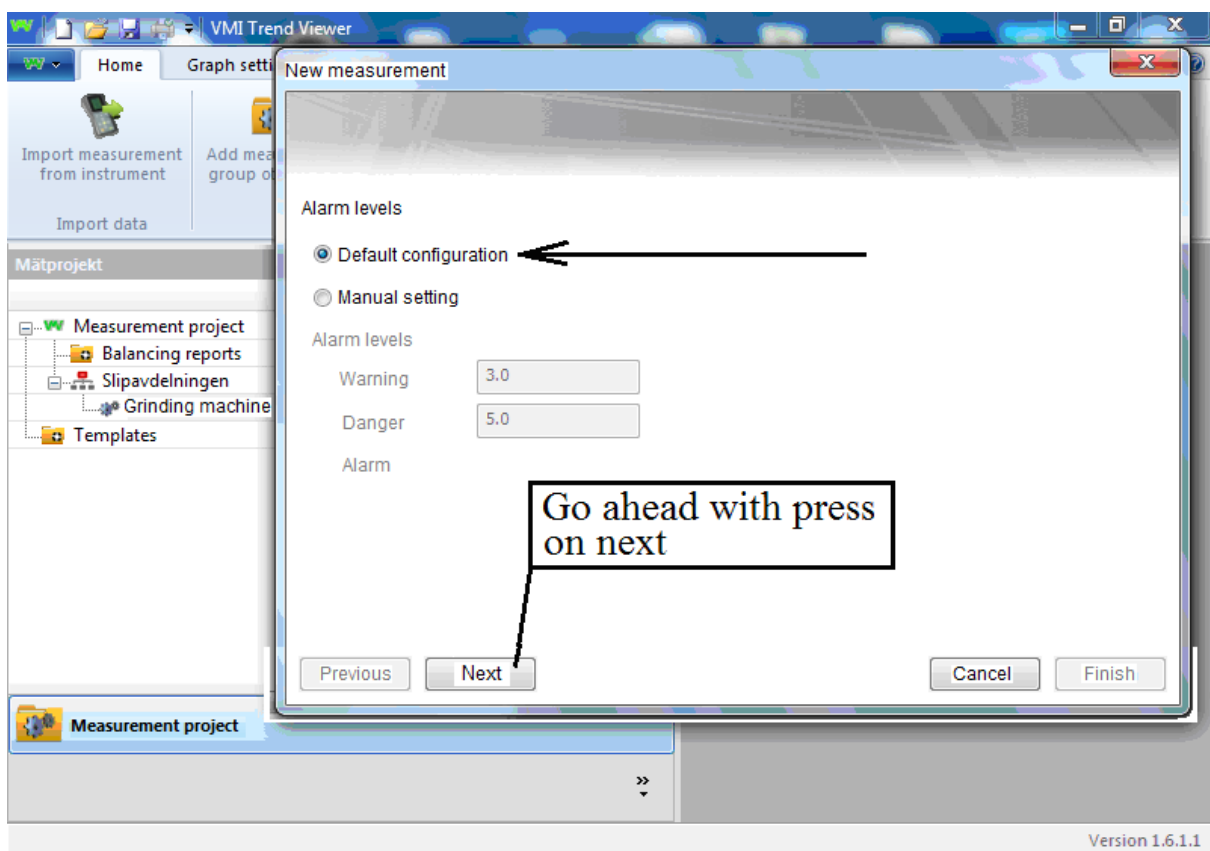 VMI Trend Viewer
Home
Graph setti
Import measurement
from instrument
Import data
Add mea
group o
Mätprojekt
Measurement project
Balancing reports
Slipavdelningen
Grinding machine
Templates
New measurement
Alarm levels
Default configuration
Manual setting
Alarm levels
Warning
3.0
Danger
5.0
Alarm
Go ahead with press
on next
Previous
Next
Cancel
Finish
Measurement project
Version 1.6.1.1